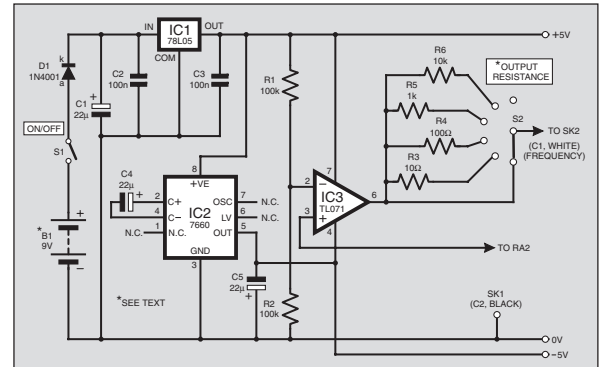 IN
IC1
78L05
OUT
COM
+5V
D1
1N4001
k
a
C2
100n
C3
100n
+
C1
22µ
ON/OFF
S1
R1
100k
R6
10k
*OUTPUT
RESISTANCE
R5
1k
R4
100Ω
R3
10Ω
S2
TO SK2
(C1, WHITE)
(FREQUENCY)
C4
22µ
+
8
+VE
2
C+
OSC
7
N.C.
4
C−
LV
6
N.C.
N.C.
1
N.C.
OUT
5
IC2
7660
GND
3
2
−
7
IC3
TL071
6
3
+
4
TO RA2
+
*
B1
9V
−
*SEE TEXT
C5
22µ
+
R2
100k
SK1
(C2, BLACK)
0V
−5V